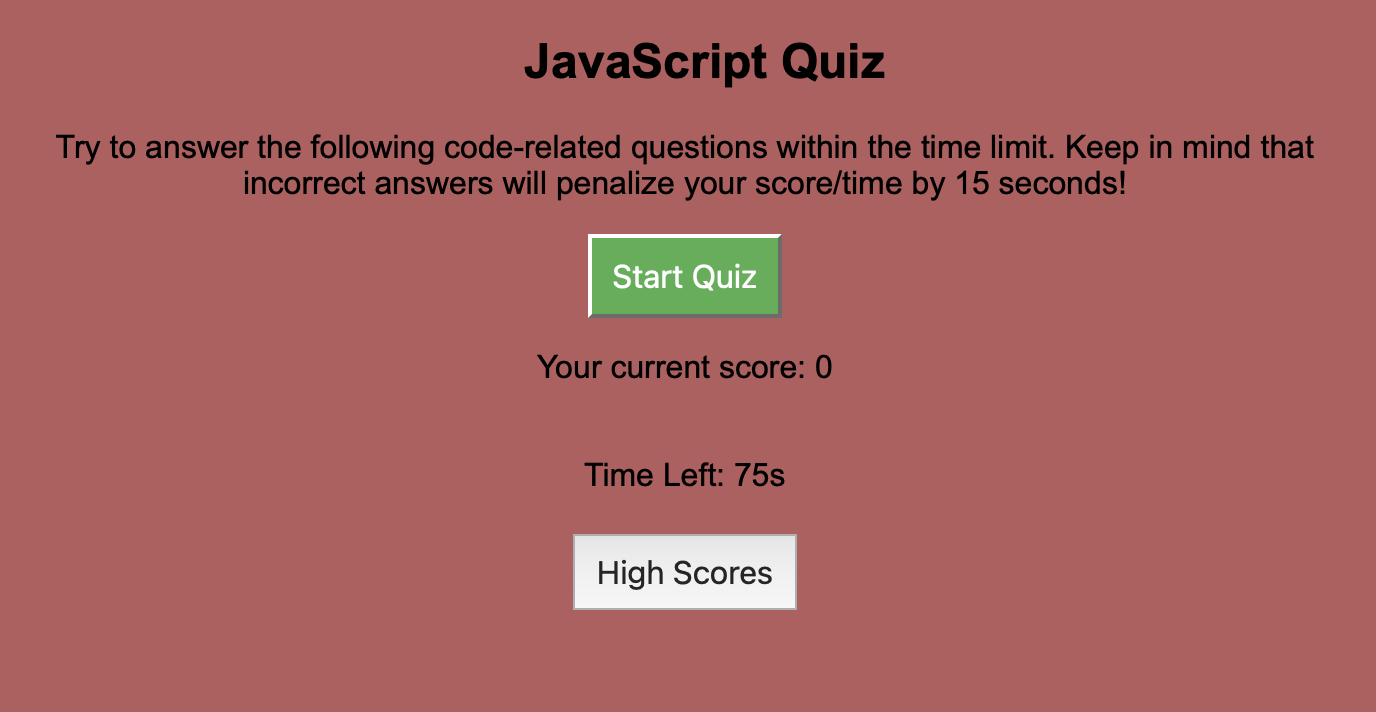 JavaScript Quiz
Try to answer the following code-related questions within the time limit. Keep in mind that
incorrect answers will penalize your score/time by 15 seconds!
Start Quiz
Your current score: 0
Time Left: 75s
High Scores